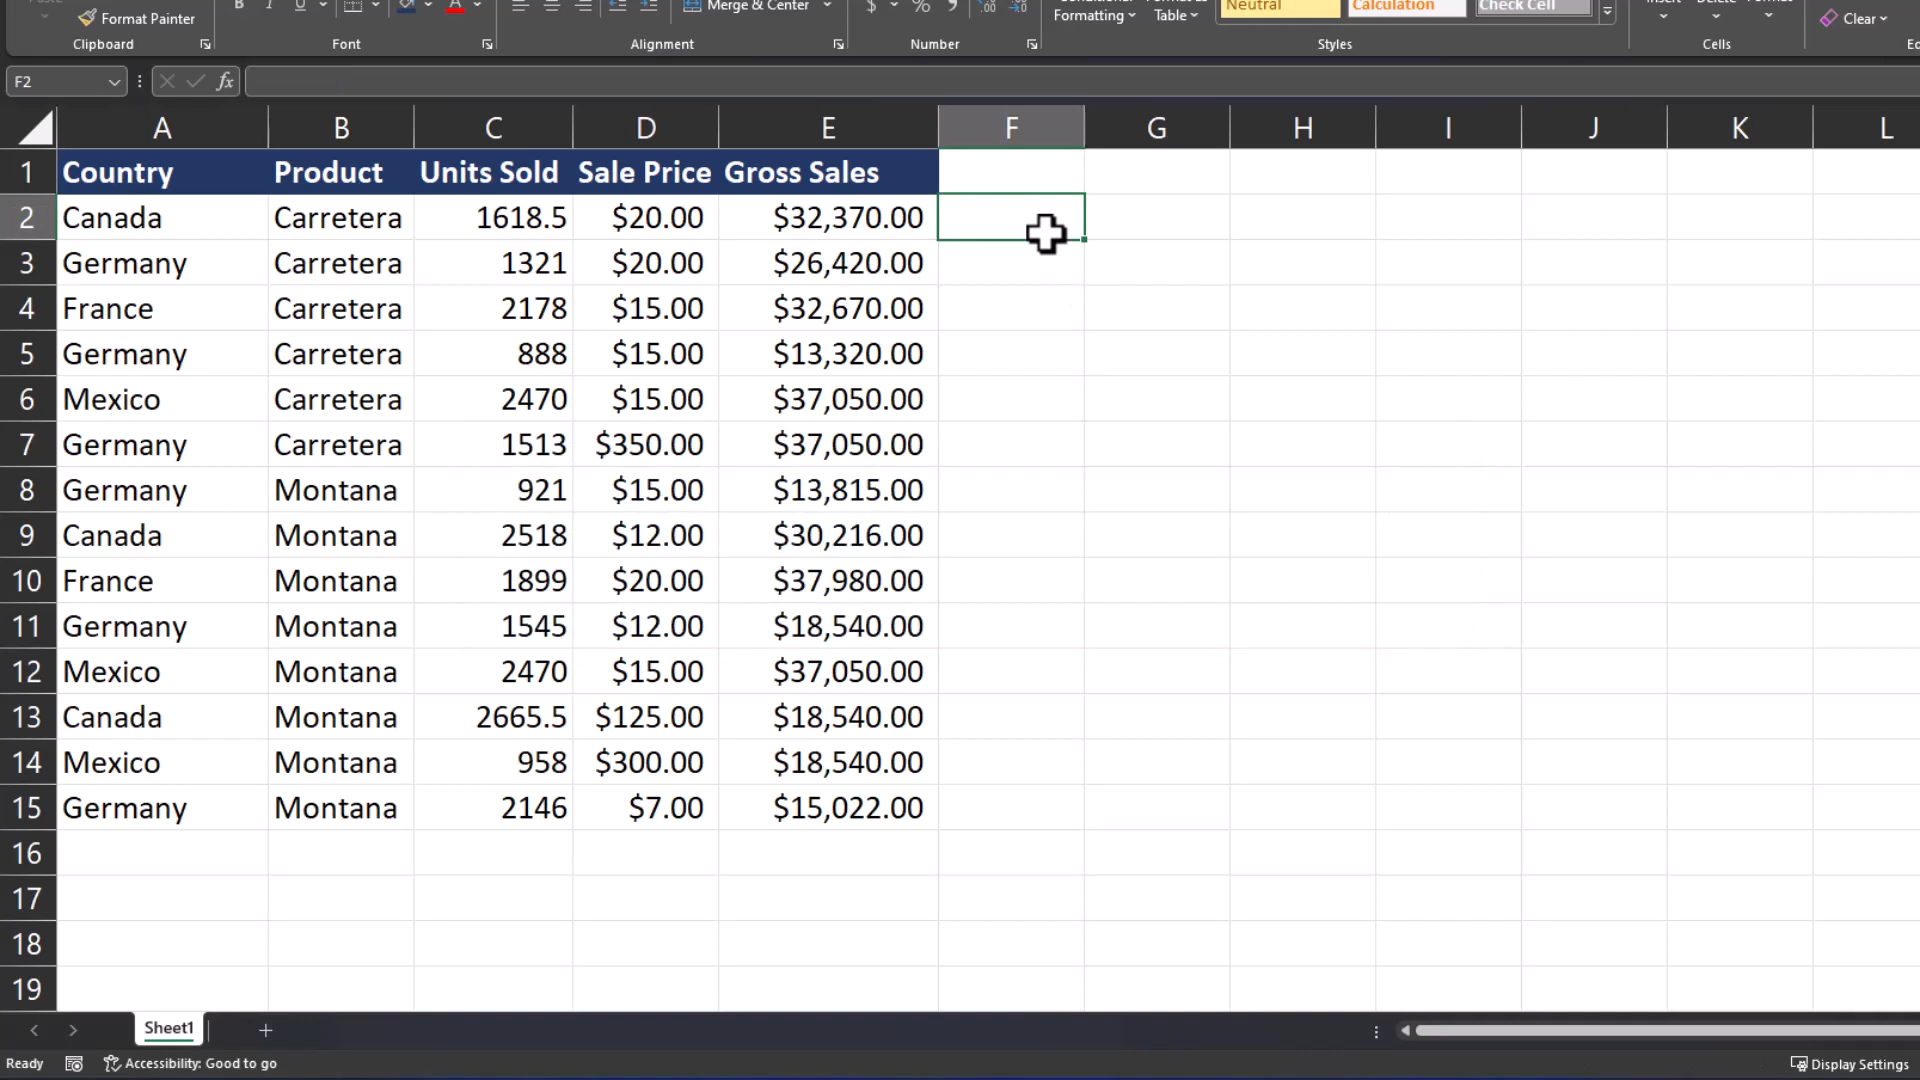 Format Painter
B I U A Merge & Center $ % 9 .00 Formatting Table Neutral Calculation Check Cell Clear
Clipboard Font Alignment Number Styles Cells
F2 fx
A B C D E F G H I J K L
1 Country Product Units Sold Sale Price Gross Sales
2 Canada Carretera 1618.5 $20.00 $32,370.00
3 Germany Carretera 1321 $20.00 $26,420.00
4 France Carretera 2178 $15.00 $32,670.00
5 Germany Carretera 888 $15.00 $13,320.00
6 Mexico Carretera 2470 $15.00 $37,050.00
7 Germany Carretera 1513 $350.00 $37,050.00
8 Germany Montana 921 $15.00 $13,815.00
9 Canada Montana 2518 $12.00 $30,216.00
10 France Montana 1899 $20.00 $37,980.00
11 Germany Montana 1545 $12.00 $18,540.00
12 Mexico Montana 2470 $15.00 $37,050.00
13 Canada Montana 2665.5 $125.00 $18,540.00
14 Mexico Montana 958 $300.00 $18,540.00
15 Germany Montana 2146 $7.00 $15,022.00
16
17
18
19
Sheet1
Ready Accessibility: Good to go Display Settings